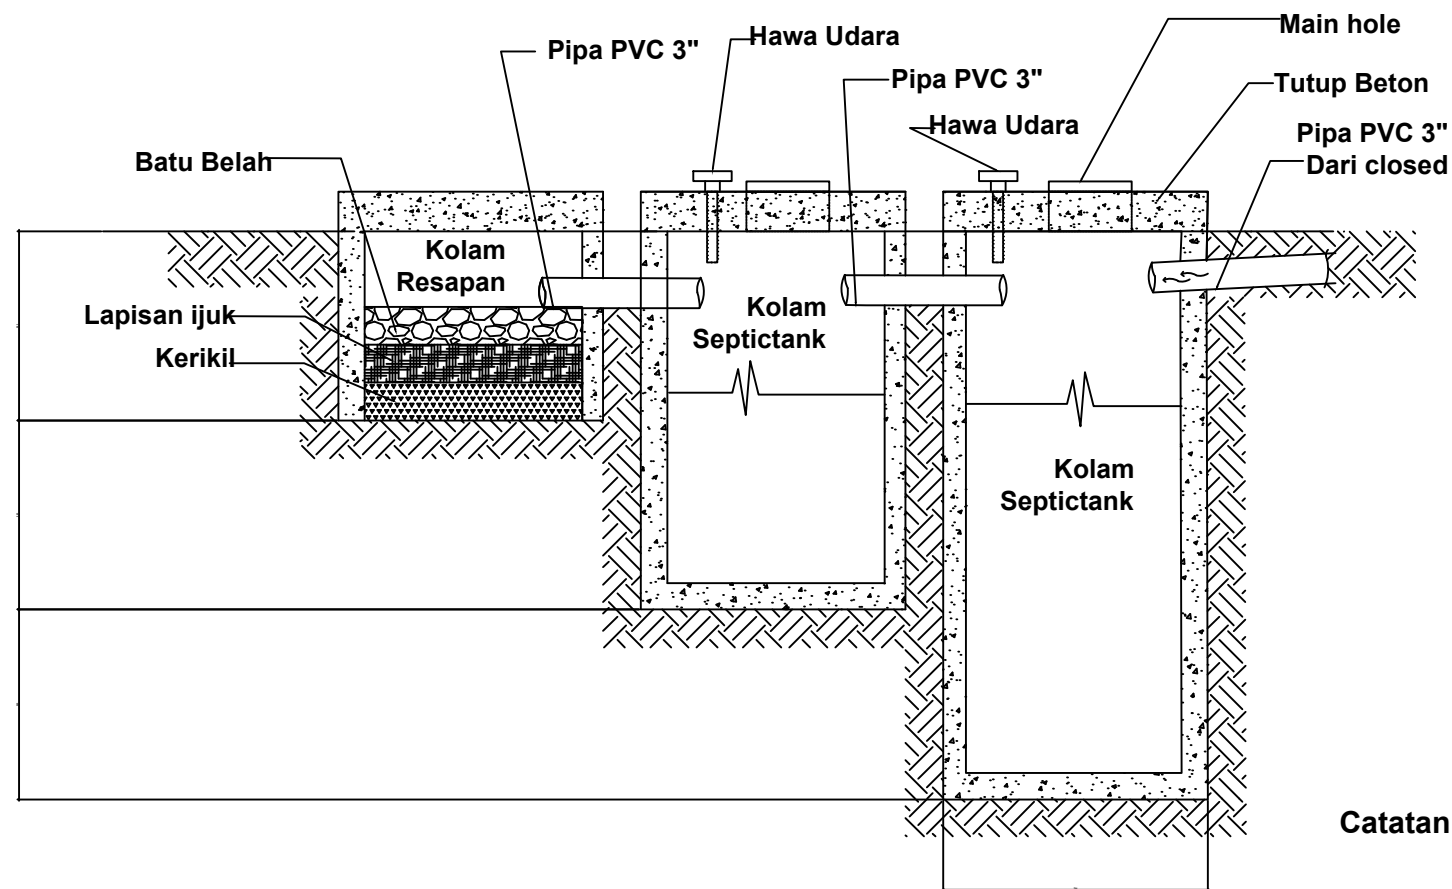 Main hole
Hawa Udara
Pipa PVC 3"
Pipa PVC 3"
Tutup Beton
Hawa Udara
Pipa PVC 3"
Dari closed
Batu Belah
Kolam
Resapan
Lapisan ijuk
Kerikil
Kolam
Septictank
Kolam
Septictank
Catatan